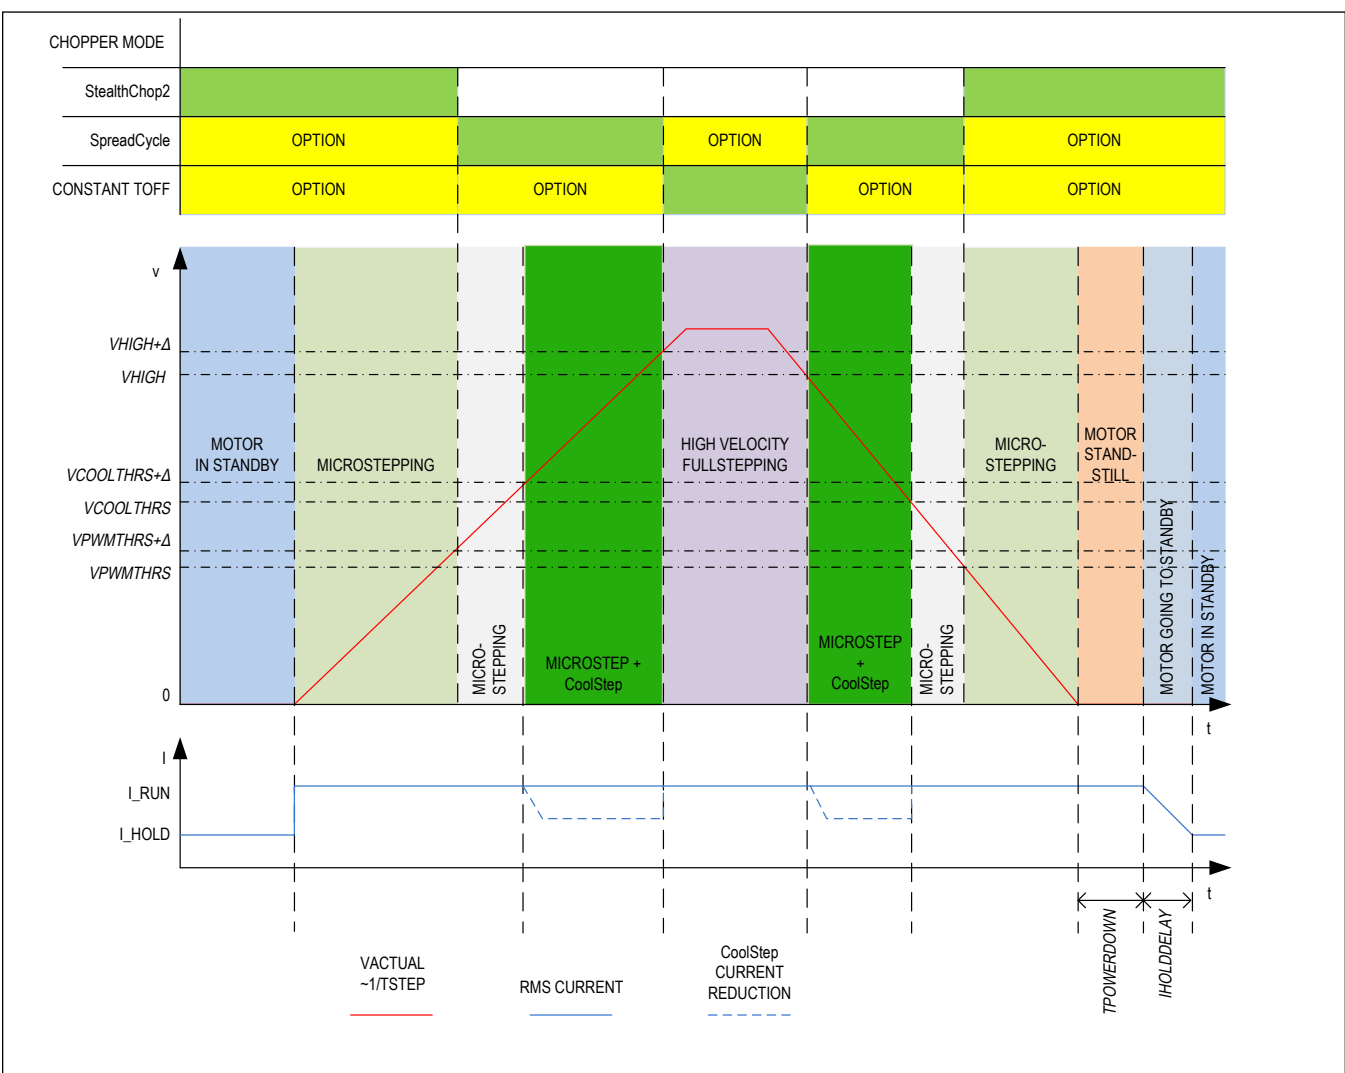 CHOPPER MODE
StealthChop2
SpreadCycle
OPTION
OPTION
OPTION
CONSTANT TOFF
OPTION
OPTION
OPTION
OPTION
v
VHIGH+Δ
VHIGH
VCOOLTHRS+Δ
VCOOLTHRS
VPWMTHRS+Δ
VPWMTHRS
0
MOTOR
IN STANDBY
MICROSTEPPING
MICRO-
STEPPING
MICROSTEP +
CoolStep
HIGH VELOCITY
FULLSTEPPING
MICROSTEP
+
CoolStep
MICRO-
STEPPING
MICRO-
STEPPING
MOTOR
STAND-
STILL
MOTOR GOING TO STANDBY
MOTOR IN STANDBY
t
I
I_RUN
I_HOLD
t
TPOWERDOWN
IHOLDDELAY
VACTUAL
~1/TSTEP
RMS CURRENT
CoolStep
CURRENT
REDUCTION